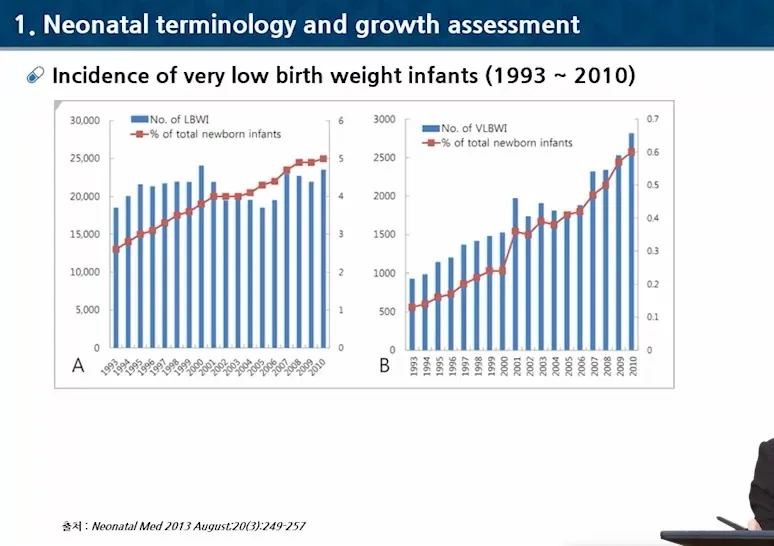 1. Neonatal terminology and growth assessment
Incidence of very low birth weight infants (1993 ~ 2010)
No. of LBWI
% of total newborn infants
30,000
25,000
20,000
15,000
10,000
5,000
0
6
5
4
3
2
1
0
1993 1994 1995 1996 1997 1998 1999 2000 2001 2002 2003 2004 2005 2006 2007 2008 2009 2010
A
No. of VLBWI
% of total newborn infants
3000
2500
2000
1500
1000
500
0
0.7
0.6
0.5
0.4
0.3
0.2
0.1
0
1993 1994 1995 1996 1997 1998 1999 2000 2001 2002 2003 2004 2005 2006 2007 2008 2009 2010
B
출처 : Neonatal Med 2013 August;20(3):249-257